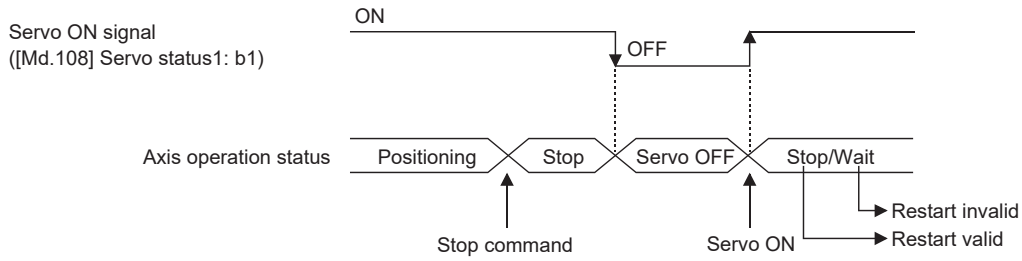 ON
Servo ON signal
([Md.108] Servo status1: b1)
OFF
Axis operation status
Positioning
Stop
Servo OFF
Stop/Wait
Restart invalid
Restart valid
Stop command
Servo ON